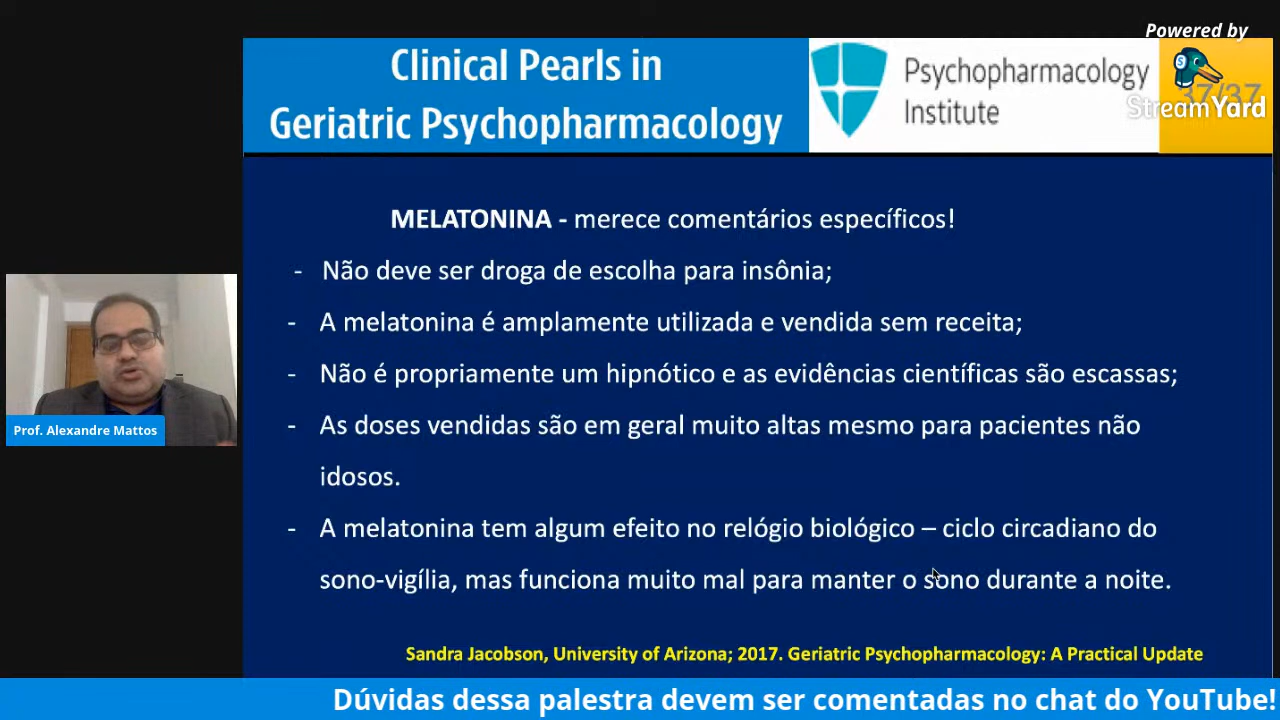 Powered by
StreamYard
Clinical Pearls in
Geriatric Psychopharmacology
Psychopharmacology
Institute
37/37
MELATONINA - merece comentários específicos!
- Não deve ser droga de escolha para insônia;
- A melatonina é amplamente utilizada e vendida sem receita;
- Não é propriamente um hipnótico e as evidências científicas são escassas;
- As doses vendidas são em geral muito altas mesmo para pacientes não
idosos.
- A melatonina tem algum efeito no relógio biológico – ciclo circadiano do
sono-vigília, mas funciona muito mal para manter o sono durante a noite.
Sandra Jacobson, University of Arizona; 2017. Geriatric Psychopharmacology: A Practical Update
Prof. Alexandre Mattos
Dúvidas dessa palestra devem ser comentadas no chat do YouTube!